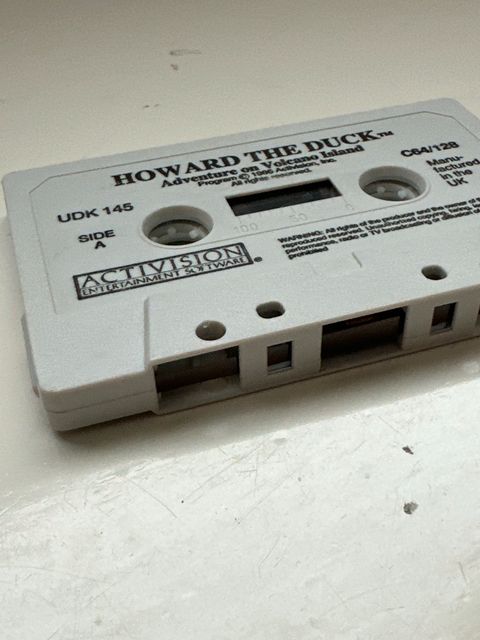 HOWARD THE DUCK™
Adventure on Volcano Island
Program © 1986 Activision, Inc.
All rights reserved.
UDK 145
SIDE
A
C64/128
Manu-
factured
in the
UK
100 50 0
ACTIVISION®
ENTERTAINMENT SOFTWARE
WARNING: All rights of the producer and the owner of the
reproduced reserved. Unauthorised copying, hiring,
performance, radio or TV broadcasting
prohibited